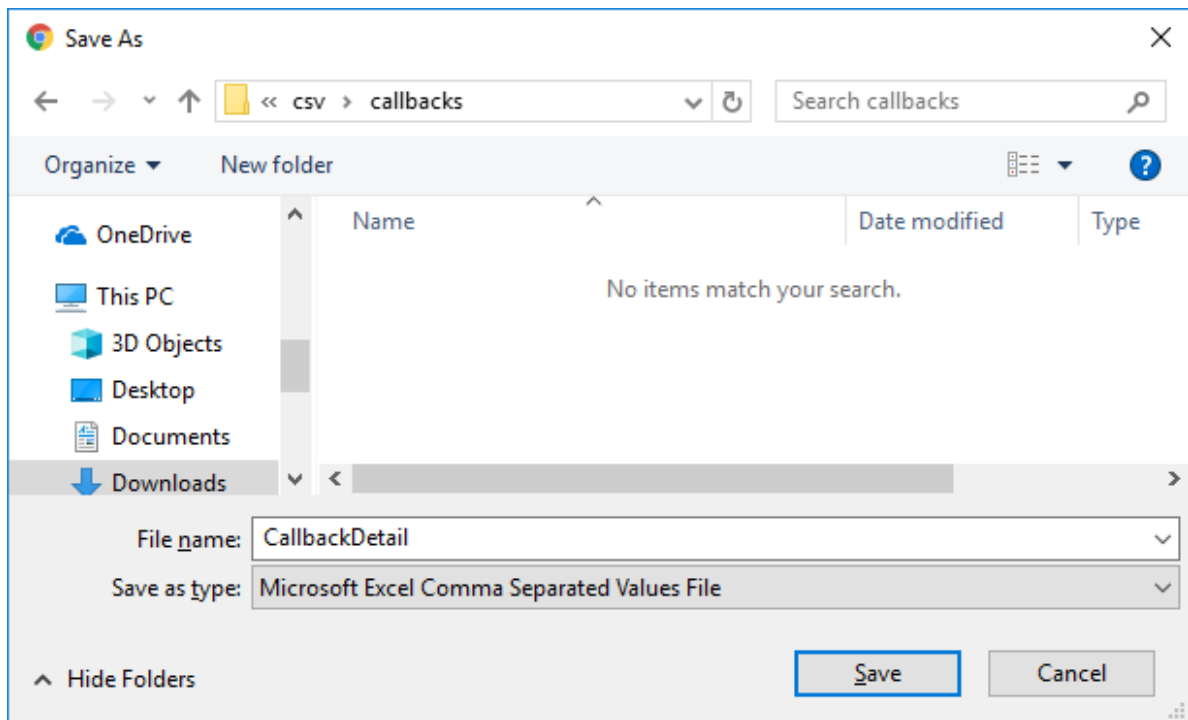 Save As
« csv › callbacks
Search callbacks
Organize
New folder
?
Name
Date modified
Type
OneDrive
This PC
3D Objects
Desktop
Documents
Downloads
No items match your search.
File name: CallbackDetail
Save as type: Microsoft Excel Comma Separated Values File
Hide Folders
Save
Cancel